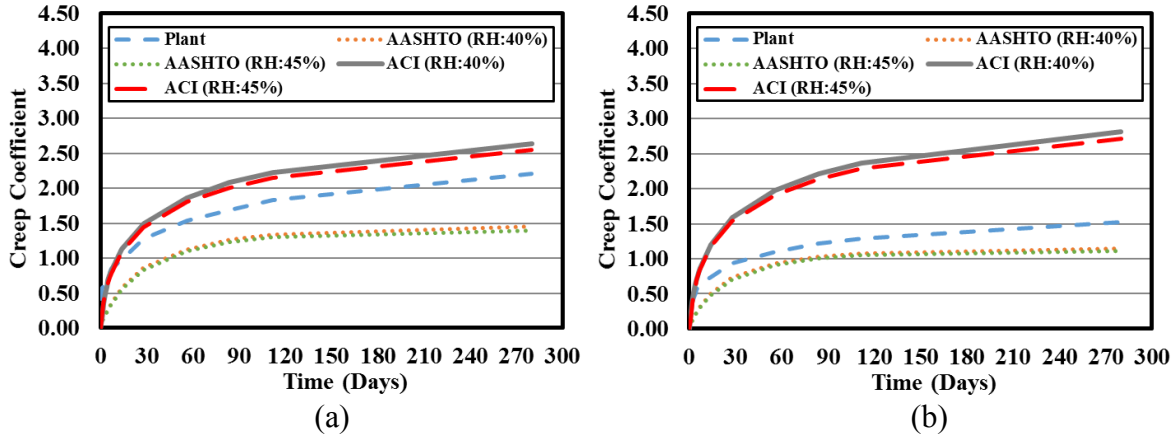 4.50
4.00
3.50
3.00
2.50
2.00
1.50
1.00
0.50
0.00
Creep Coefficient
Plant
AASHTO (RH:40%)
AASHTO (RH:45%)
ACI (RH:40%)
ACI (RH:45%)
0 30 60 90 120 150 180 210 240 270 300
Time (Days)
(a)
4.50
4.00
3.50
3.00
2.50
2.00
1.50
1.00
0.50
0.00
Creep Coefficient
Plant
AASHTO (RH:40%)
AASHTO (RH:45%)
ACI (RH:40%)
ACI (RH:45%)
0 30 60 90 120 150 180 210 240 270 300
Time (Days)
(b)